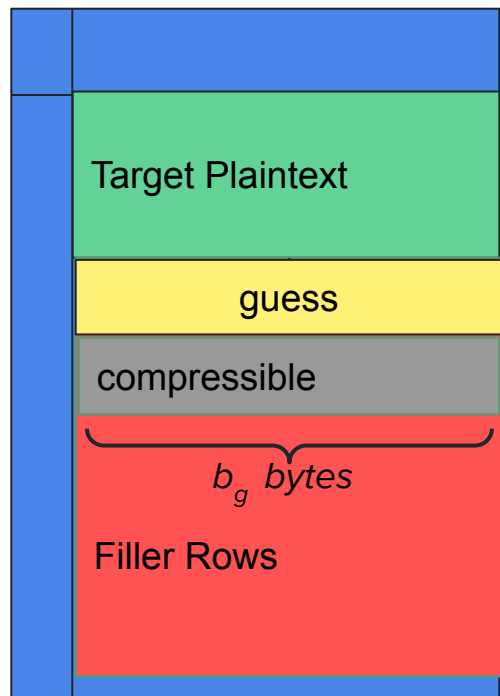 Target Plaintext
guess
compressible
b_g bytes
Filler Rows